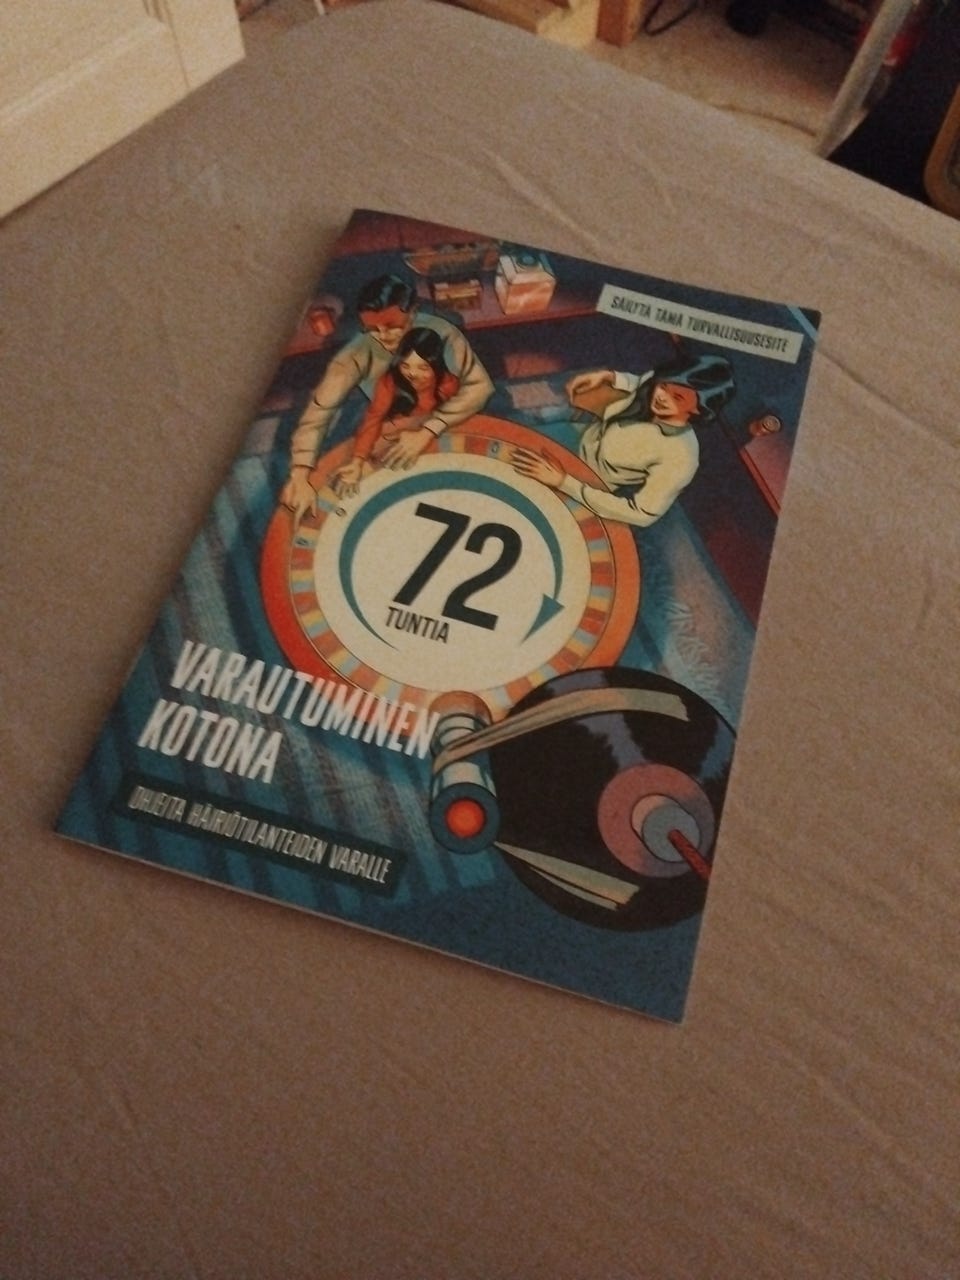 SÄILYTÄ TÄMÄ TURVALLISUUSESITE
72
TUNTIA
VARAUTUMINEN
KOTONA
OHJEITA HÄIRIÖTILANTEIDEN VARALLE